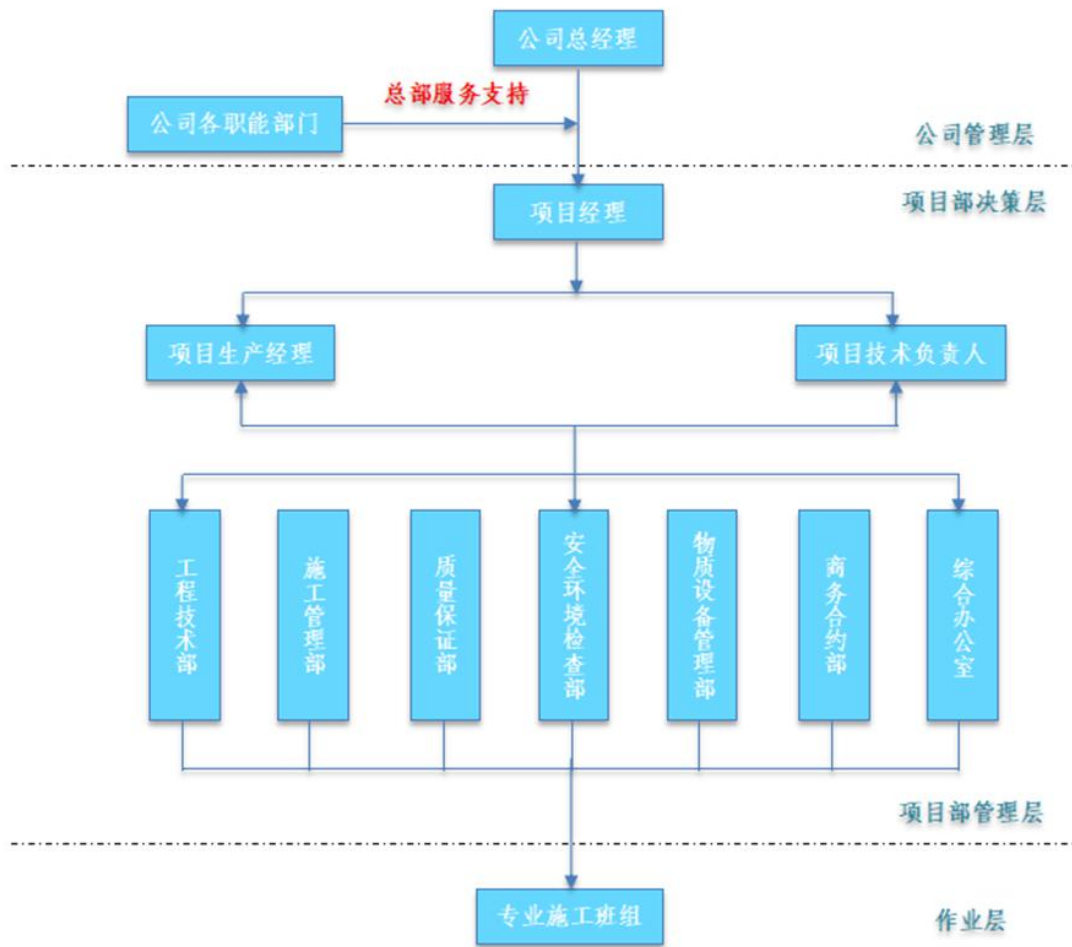 公司总经理
总部服务支持
公司各职能部门
公司管理层
项目经理
项目部决策层
项目生产经理
项目技术负责人
工程技术部
施工管理部
质量保证部
安全环境检查部
物质设备管理部
商务合约部
综合办公室
项目部管理层
专业施工班组
作业层